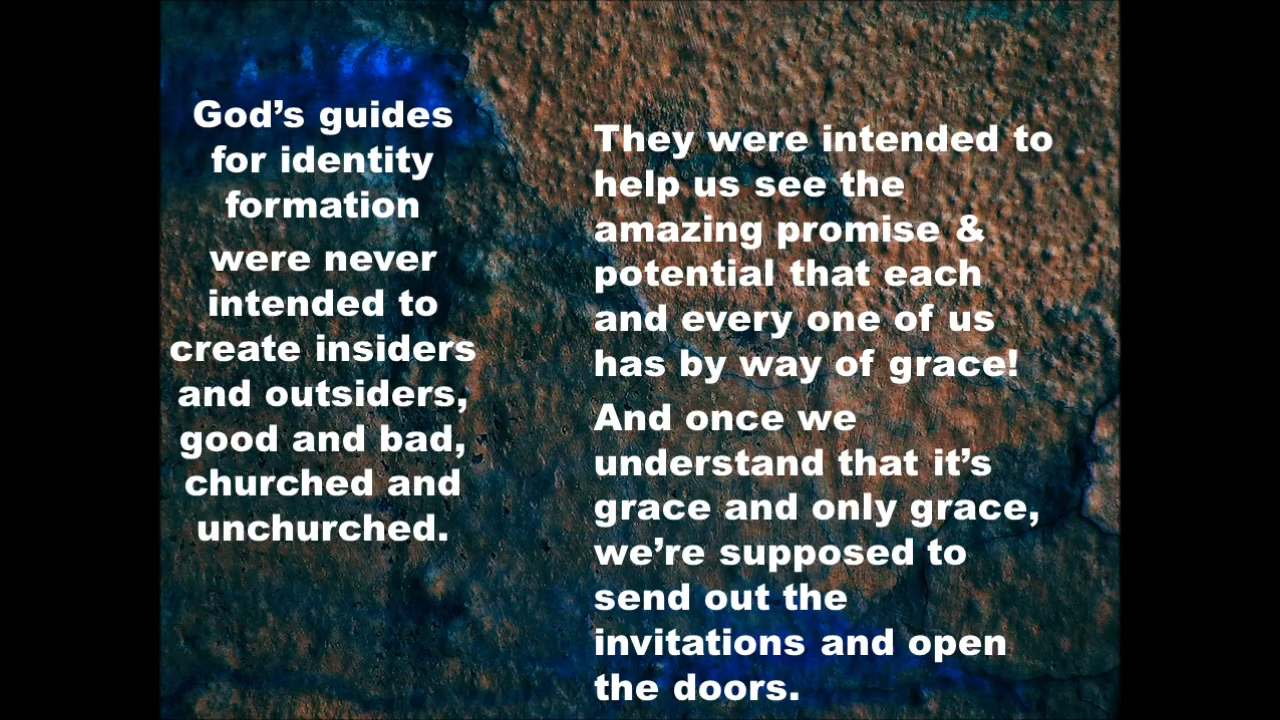 God’s guides
for identity
formation
were never
intended to
create insiders
and outsiders,
good and bad,
churched and
unchurched.
They were intended to
help us see the
amazing promise &
potential that each
and every one of us
has by way of grace!
And once we
understand that it’s
grace and only grace,
we’re supposed to
send out the
invitations and open
the doors.